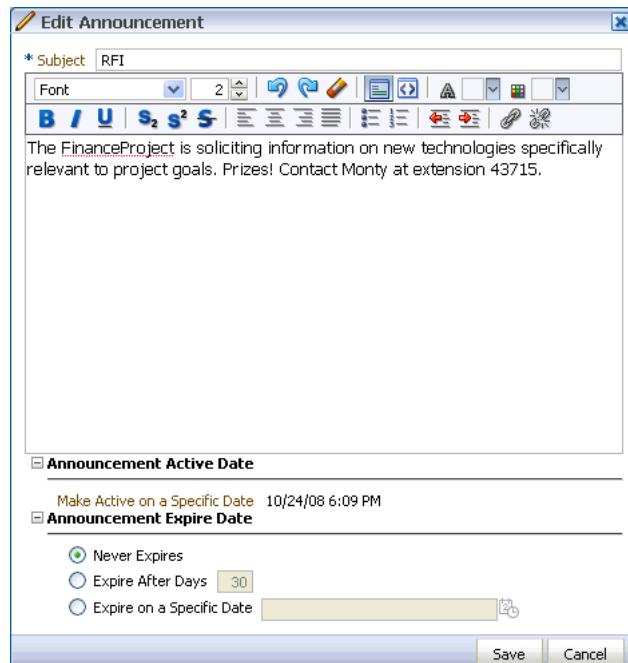 Edit Announcement
* Subject RFI
Font 2 A
B I U S₂ S² S
The FinanceProject is soliciting information on new technologies specifically
relevant to project goals. Prizes! Contact Monty at extension 43715.
Announcement Active Date
Make Active on a Specific Date 10/24/08 6:09 PM
Announcement Expire Date
Never Expires
Expire After Days 30
Expire on a Specific Date
Save Cancel